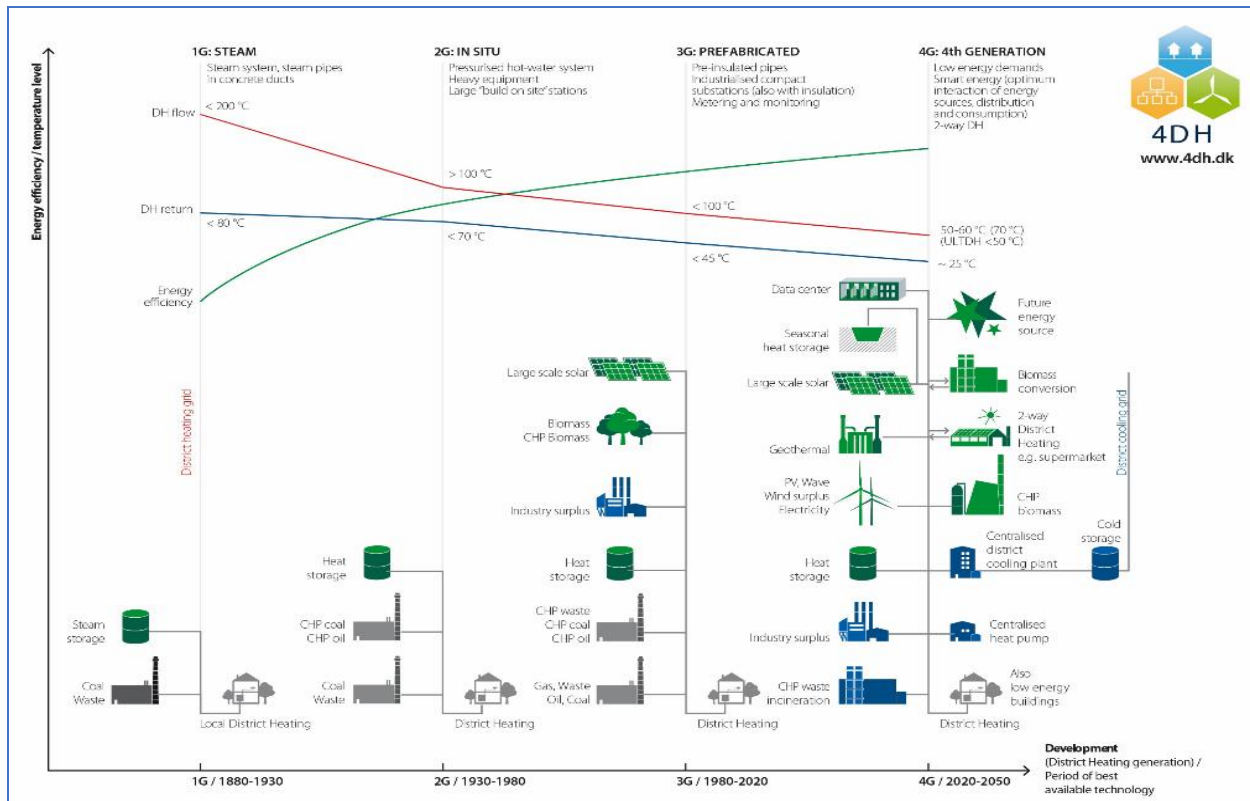 1G: STEAM
Steam system, steam pipes
in concrete ducts
2G: IN SITU
Pressurised hot-water system
Heavy equipment
Large "build on site" stations
3G: PREFABRICATED
Pre-insulated pipes
Industrialised compact
substations (also with insulation)
Metering and monitoring
4G: 4th GENERATION
Low energy demands
Smart energy (optimum
interaction of energy
sources, distribution
and consumption)
2-way DH
4DH
www.4dh.dk
Energy efficiency / temperature level
DH flow
< 200 °C
> 100 °C
< 100 °C
50-60 °C (70 °C)
(ULTDH <50 °C)
DH return
< 80 °C
< 70 °C
< 45 °C
~ 25 °C
Energy
efficiency
District heating grid
Steam
storage
Coal
Waste
Local District Heating
Heat
storage
CHP coal
CHP oil
Coal
Waste
District Heating
Large scale solar
Biomass
CHP Biomass
Industry surplus
Heat
storage
CHP waste
CHP coal
CHP oil
Gas, Waste
Oil, Coal
District Heating
Data center
Seasonal
heat storage
Large scale solar
Geothermal
PV, Wave
Wind surplus
Electricity
Heat
storage
Industry surplus
CHP waste
incineration
Future
energy
source
Biomass
conversion
2-way
District
Heating
e.g. supermarket
CHP
biomass
Centralised
district
cooling plant
Cold
storage
Centralised
heat pump
Also
low energy
buildings
District Heating
District cooling grid
1G / 1880-1930
2G / 1930-1980
3G / 1980-2020
4G / 2020-2050
Development
(District Heating generation) /
Period of best
available technology